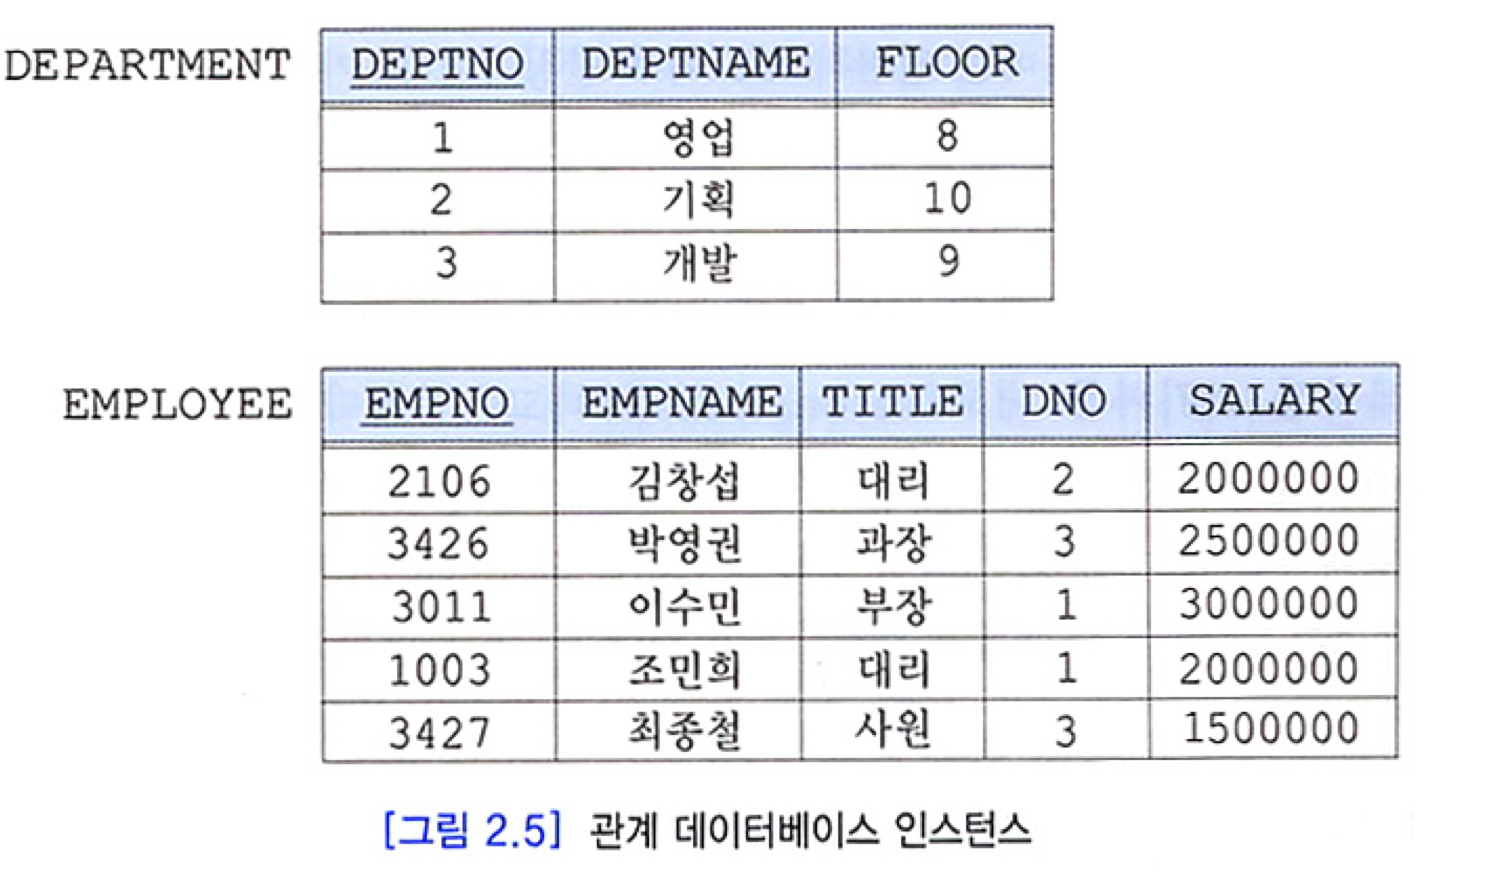 DEPARTMENT DEPTNO DEPTNAME FLOOR
1 영업 8
2 기획 10
3 개발 9
EMPLOYEE EMPNO EMPNAME TITLE DNO SALARY
2106 김창섭 대리 2 2000000
3426 박영권 과장 3 2500000
3011 이수민 부장 1 3000000
1003 조민희 대리 1 2000000
3427 최종철 사원 3 1500000
[그림 2.5] 관계 데이터베이스 인스턴스